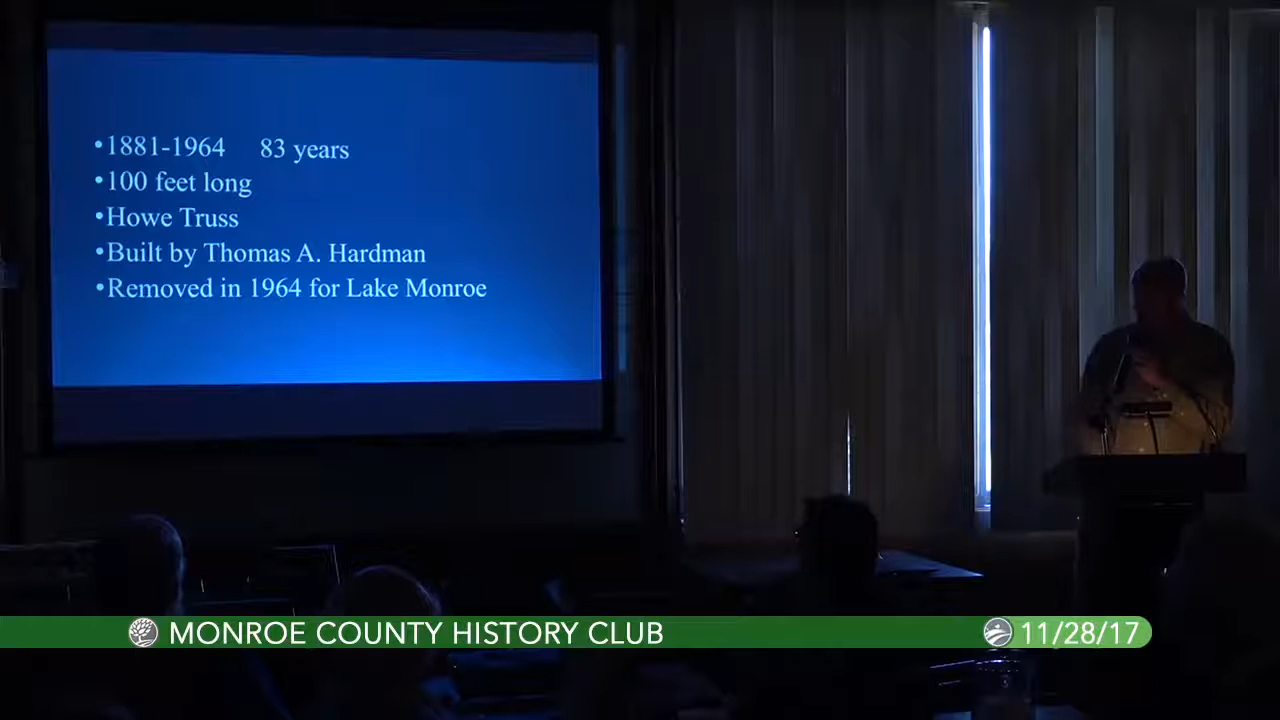 •1881-1964 83 years
•100 feet long
•Howe Truss
•Built by Thomas A. Hardman
•Removed in 1964 for Lake Monroe
MONROE COUNTY HISTORY CLUB 11/28/17